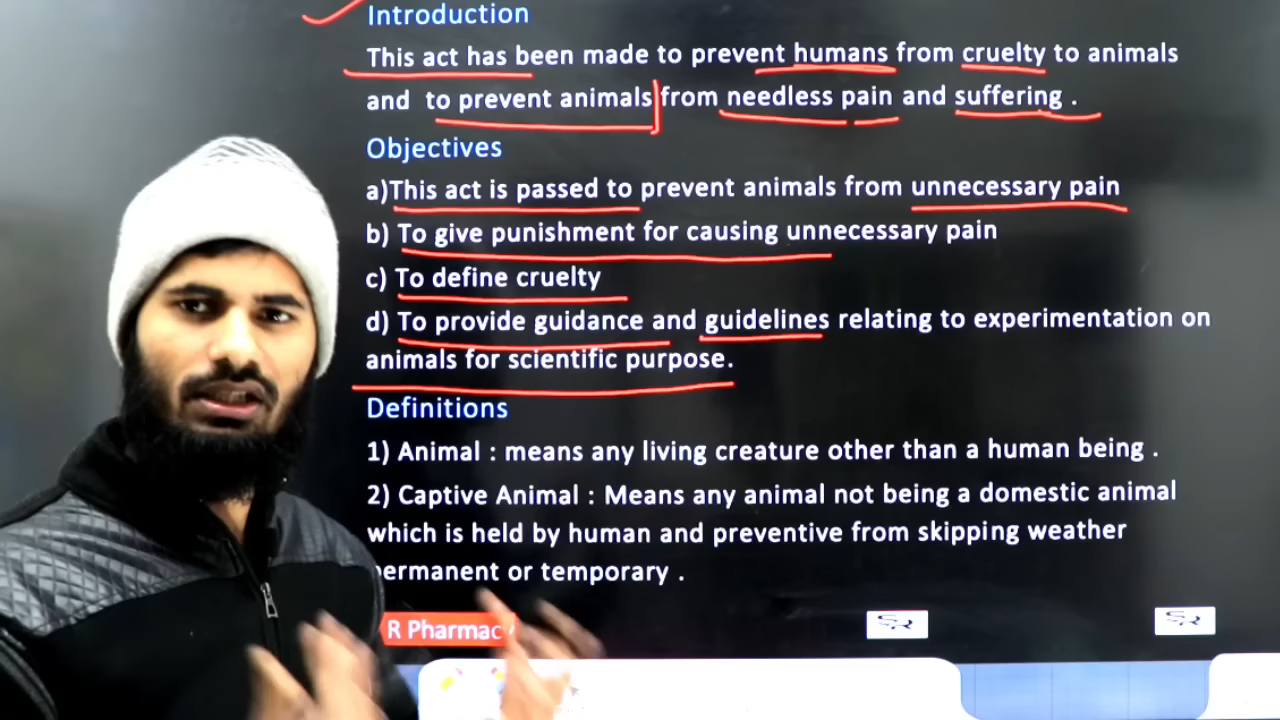 Introduction
This act has been made to prevent humans from cruelty to animals
and to prevent animals from needless pain and suffering .
Objectives
a)This act is passed to prevent animals from unnecessary pain
b) To give punishment for causing unnecessary pain
c) To define cruelty
d) To provide guidance and guidelines relating to experimentation on
animals for scientific purpose.
Definitions
1) Animal : means any living creature other than a human being .
2) Captive Animal : Means any animal not being a domestic animal
which is held by human and preventive from skipping weather
permanent or temporary .
R Pharmac
SR
SR